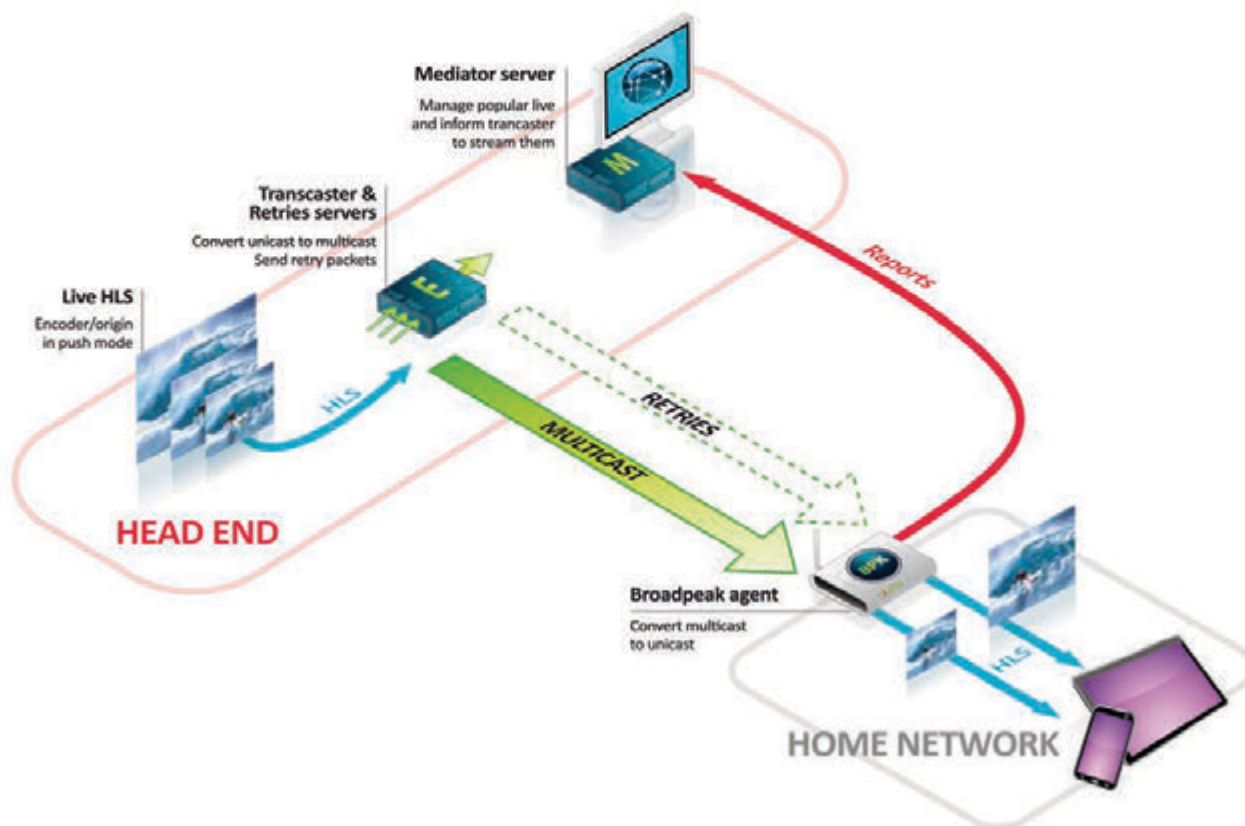 Mediator server
Manage popular live
and inform trancaster
to stream them
M
Transcaster &
Retries servers
Convert unicast to multicast
Send retry packets
E
Live HLS
Encoder/origin
in push mode
HLS
Reports
RETRIES
MULTICAST
HEAD END
BPK
Broadpeak agent
Convert multicast
to unicast
HLS
HOME NETWORK